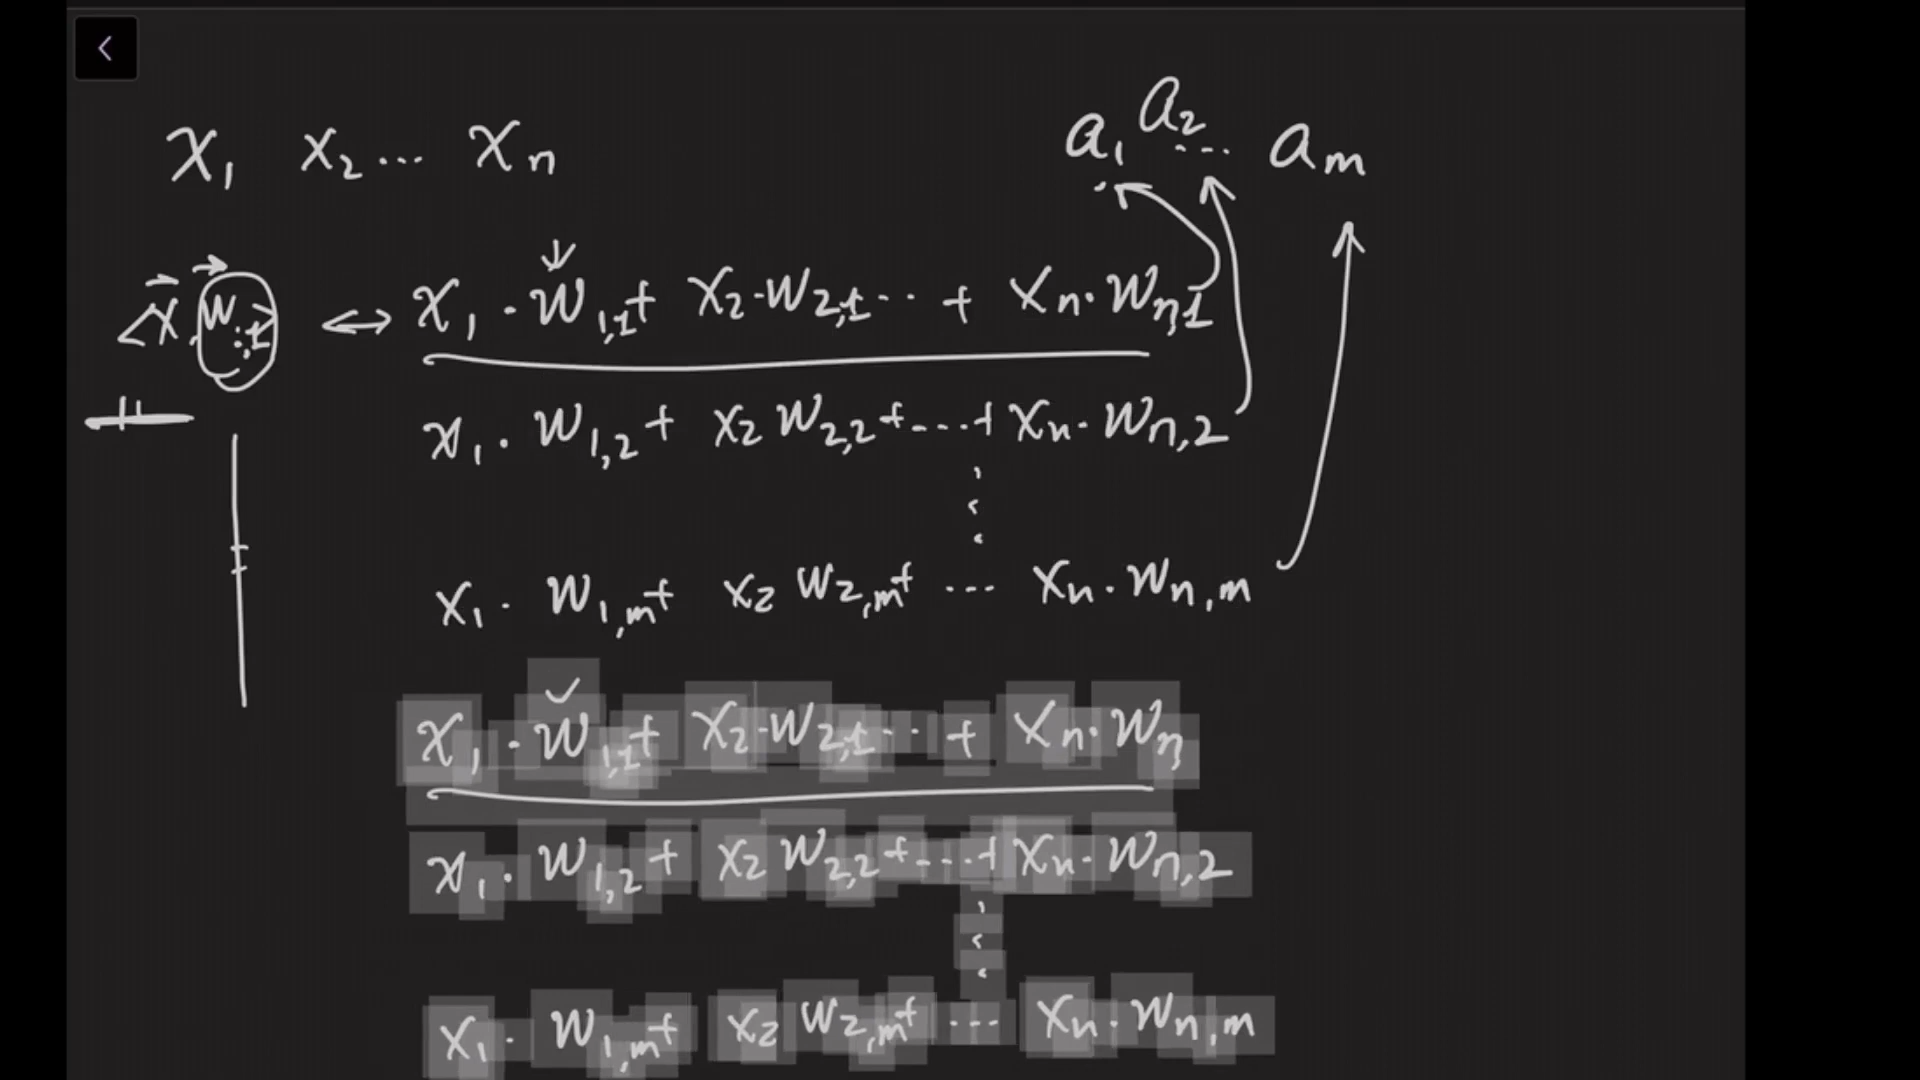 x₁ x₂ ... xₙ a₁ a₂ ... aₘ
<x⃗, w⃗:,₁> ↔ x₁ · w₁,₁ + x₂ · w₂,₁ ... + xₙ · wₙ,₁
x₁ · w₁,₂ + x₂ w₂,₂ + .... + xₙ · wₙ,₂
⋮
x₁ · w₁,ₘ + x₂ w₂,ₘ + ... xₙ · wₙ,ₘ
x₁ · w₁,₁ + x₂ · w₂,₁ ... + xₙ · wₙ
x₁ · w₁,₂ + x₂ w₂,₂ + .... + xₙ · wₙ,₂
⋮
x₁ · w₁,ₘ + x₂ w₂,ₘ + ... xₙ · wₙ,ₘ